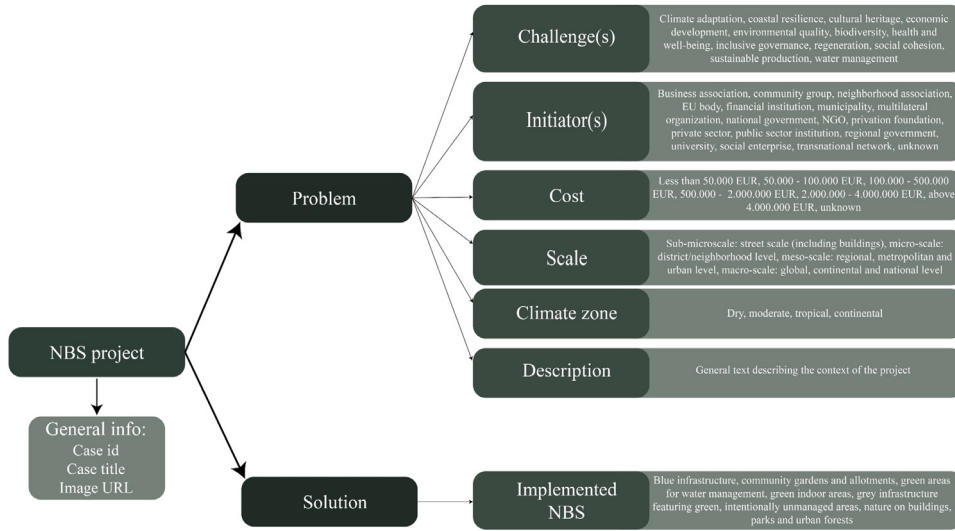 Challenge(s)
Climate adaptation, coastal resilience, cultural heritage, economic
development, environmental quality, biodiversity, health and
well-being, inclusive governance, regeneration, social cohesion,
sustainable production, water management
Initiator(s)
Business association, community group, neighborhood association,
EU body, financial institution, municipality, multilateral
organization, national government, NGO, privation foundation,
private sector, public sector institution, regional government,
university, social enterprise, transnational network, unknown
Problem
Cost
Less than 50.000 EUR, 50.000 - 100.000 EUR, 100.000 - 500.000
EUR, 500.000 - 2.000.000 EUR, 2.000.000 - 4.000.000 EUR, above
4.000.000 EUR, unknown
Scale
Sub-microscale: street scale (including buildings), micro-scale:
district/neighborhood level, meso-scale: regional, metropolitan and
urban level, macro-scale: global, continental and national level
Climate zone
Dry, moderate, tropical, continental
NBS project
Description
General text describing the context of the project
General info:
Case id
Case title
Image URL
Solution
Implemented
NBS
Blue infrastructure, community gardens and allotments, green areas
for water management, green indoor areas, grey infrastructure
featuring green, intentionally unmanaged areas, nature on buildings,
parks and urban forests